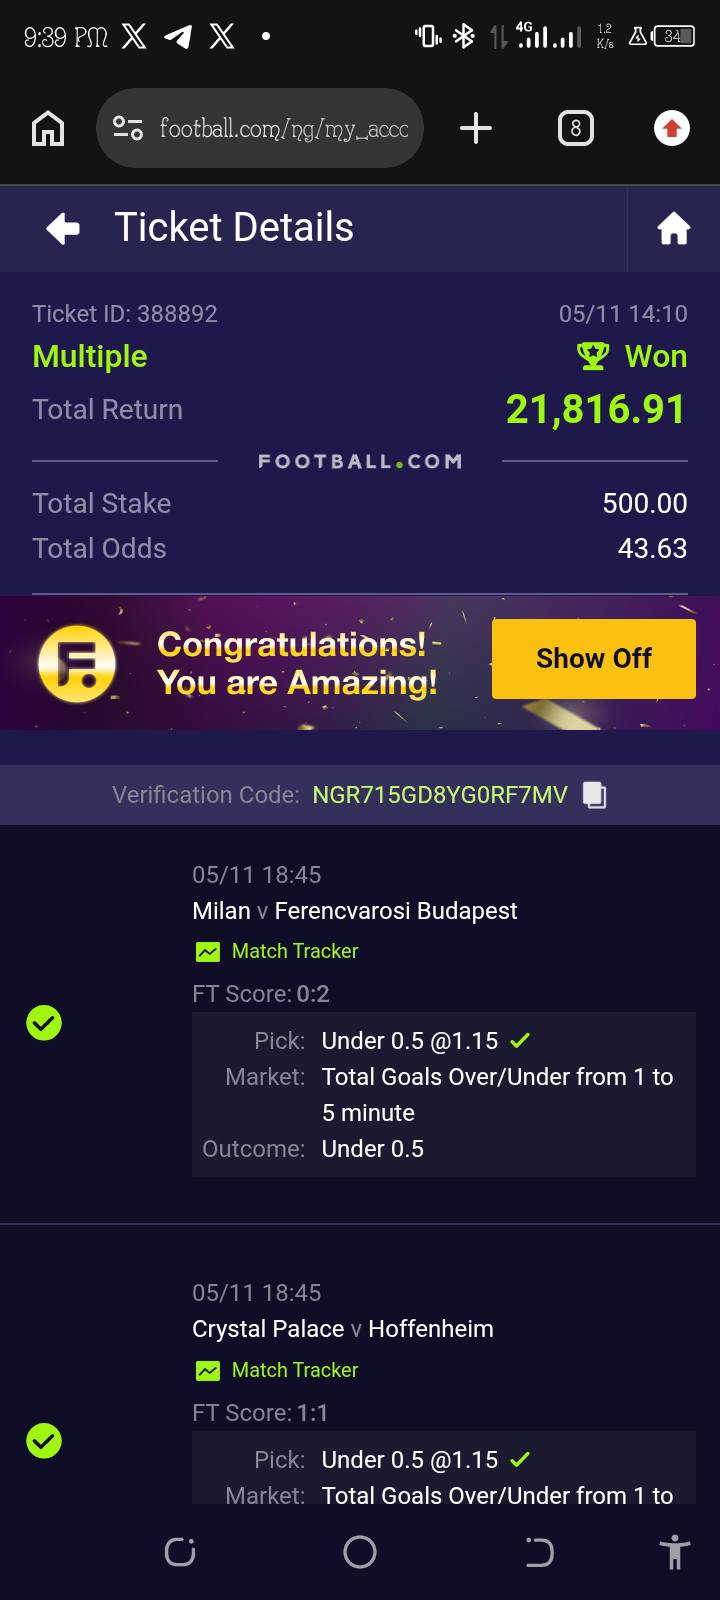 9:39 PM
4G
1.2
K/s
34
football.com/ng/my_acco
8
Ticket Details
Ticket ID: 388892
05/11 14:10
Multiple
Won
Total Return
21,816.91
FOOTBALL.COM
Total Stake
500.00
Total Odds
43.63
F.
Congratulations!
You are Amazing!
Show Off
Verification Code: NGR715GD8YG0RF7MV
05/11 18:45
Milan v Ferencvarosi Budapest
Match Tracker
FT Score: 0:2
Pick: Under 0.5 @1.15
Market: Total Goals Over/Under from 1 to
5 minute
Outcome: Under 0.5
05/11 18:45
Crystal Palace v Hoffenheim
Match Tracker
FT Score: 1:1
Pick: Under 0.5 @1.15
Market: Total Goals Over/Under from 1 to